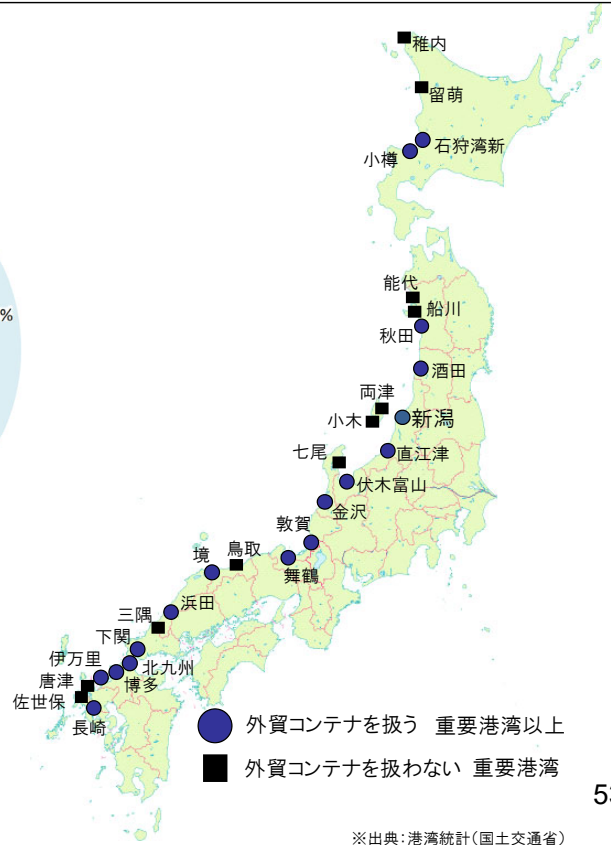 稚内
留萌
石狩湾新
小樽
能代
%
船川
秋田
酒田
両津
小木
新潟
直江津
七尾
伏木富山
金沢
敦賀
鳥取
境
舞鶴
浜田
三隅
下関
伊万里
北九州
唐津
博多
佐世保
長崎
外貿コンテナを扱う 重要港湾以上
外貿コンテナを扱わない 重要港湾
53
※出典:港湾統計(国土交通省)